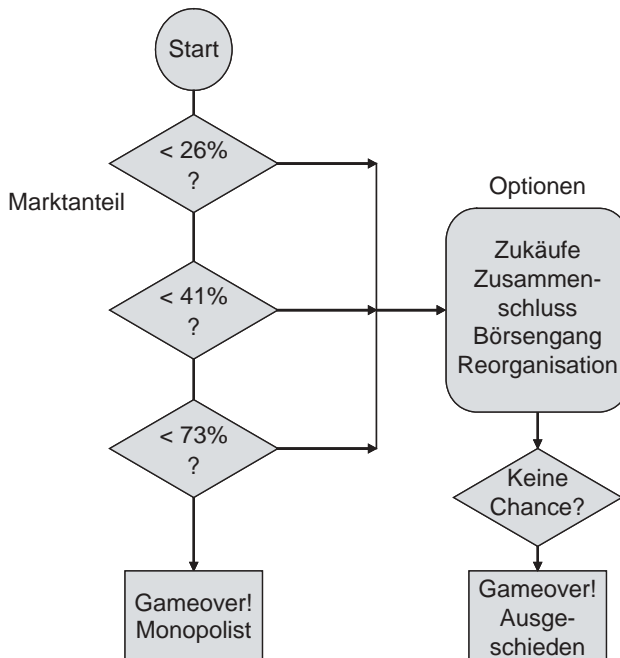 Start
< 26%
?
Marktanteil
< 41%
?
< 73%
?
Gameover!
Monopolist
Optionen
Zukäufe
Zusammen-
schluss
Börsengang
Reorganisation
Keine
Chance?
Gameover!
Ausge-
schieden